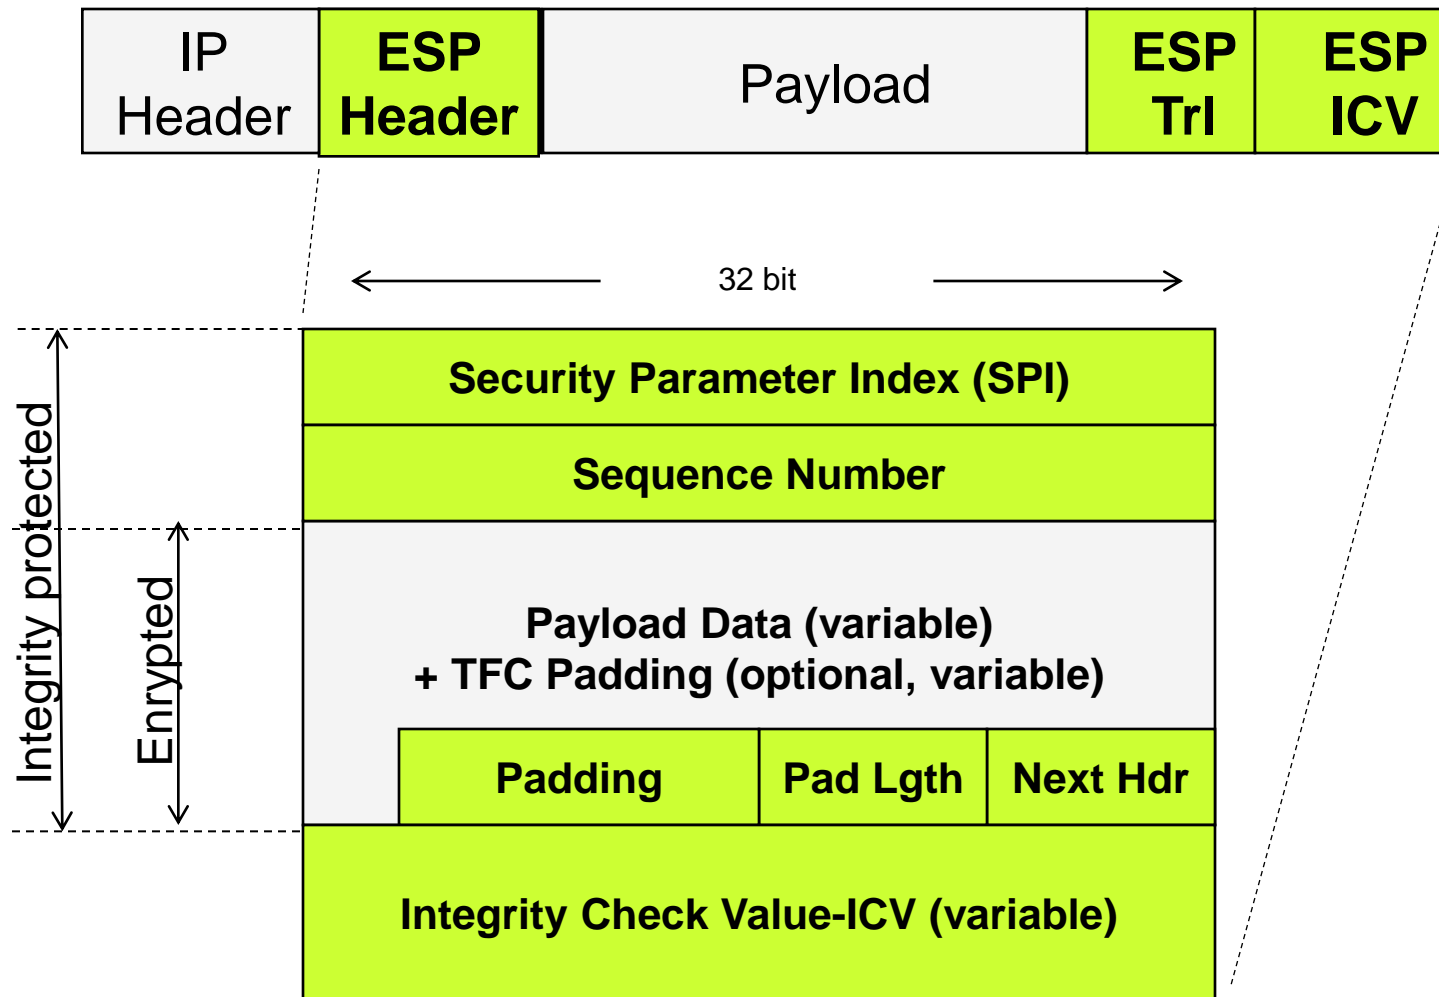 IP
Header
ESP
Header
Payload
ESP
Trl
ESP
ICV
32 bit
Security Parameter Index (SPI)
Sequence Number
Integrity protected
Enrypted
Payload Data (variable)
+ TFC Padding (optional, variable)
Padding
Pad Lgth
Next Hdr
Integrity Check Value-ICV (variable)